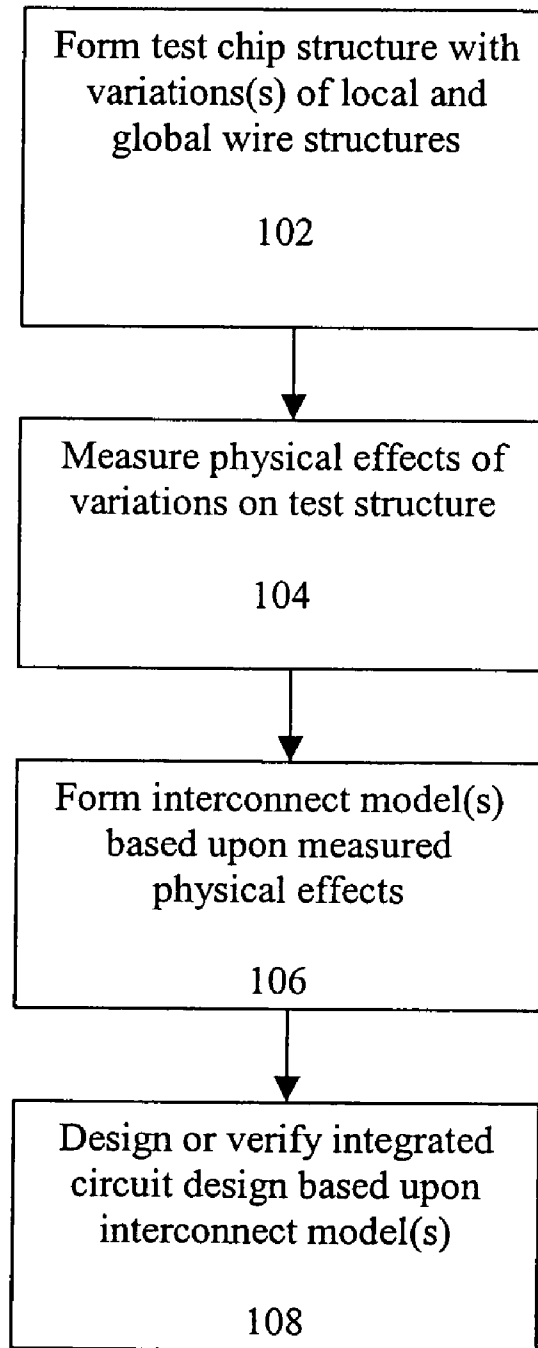 Form test chip structure with
variations(s) of local and
global wire structures
102
Measure physical effects of
variations on test structure
104
Form interconnect model(s)
based upon measured
physical effects
106
Design or verify integrated
circuit design based upon
interconnect model(s)
108